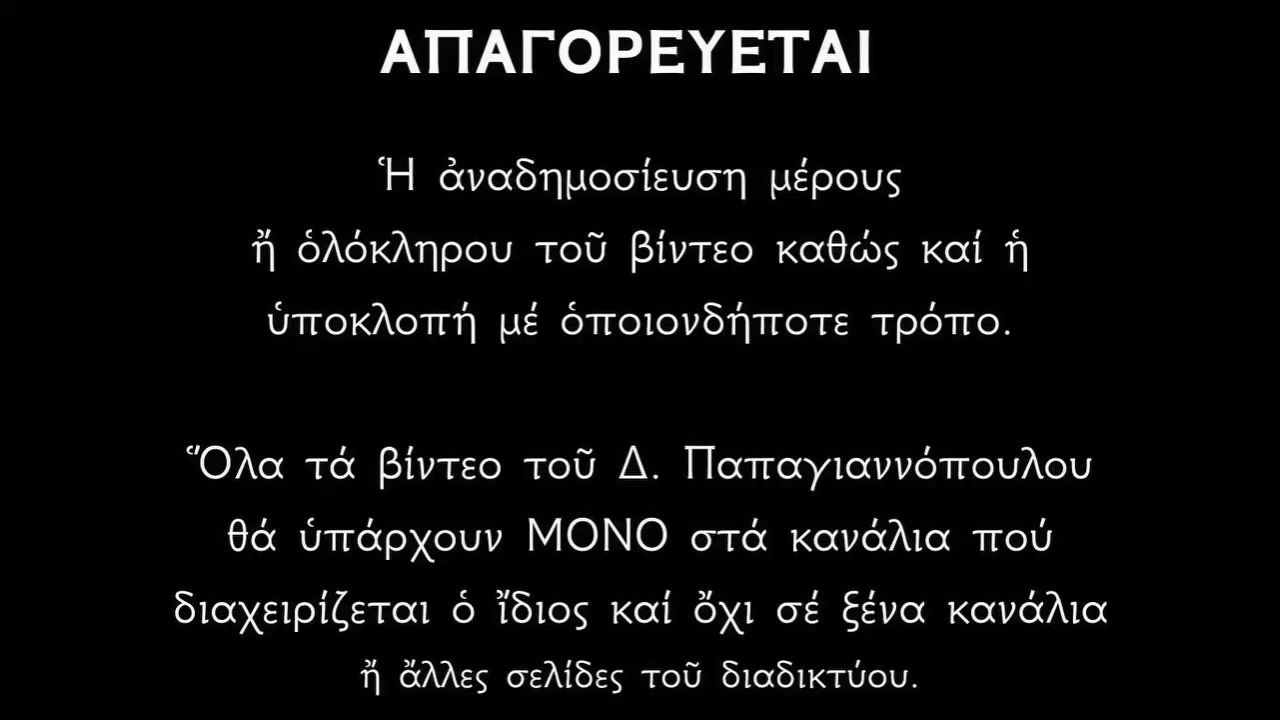 ΑΠΑΓΟΡΕΥΕΤΑΙ
Ἡ ἀναδημοσίευση μέρους
ἤ ὁλόκληρου τοῦ βίντεο καθώς καί ἡ
ὑποκλοπή μέ ὁποιονδήποτε τρόπο.
Ὅλα τά βίντεο τοῦ Δ. Παπαγιαννόπουλου
θά ὑπάρχουν ΜΟΝΟ στά κανάλια πού
διαχειρίζεται ὁ ἴδιος καί ὄχι σέ ξένα κανάλια
ἤ ἄλλες σελίδες τοῦ διαδικτύου.